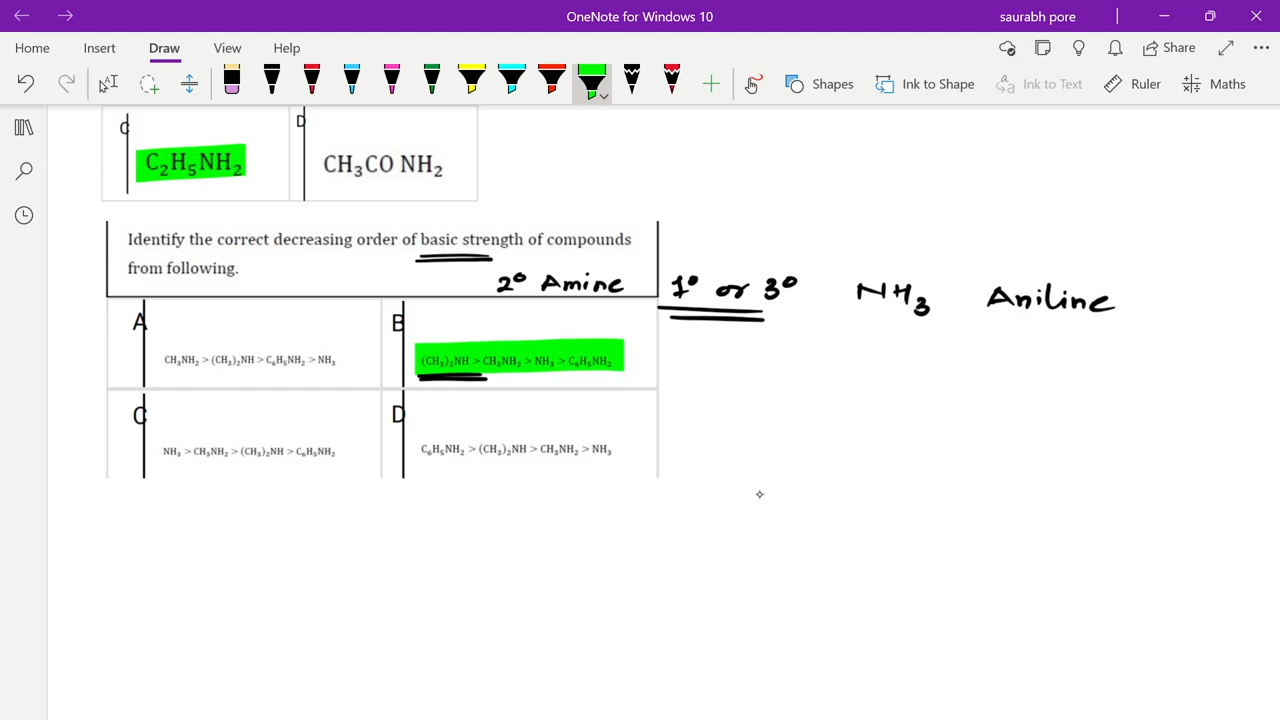 OneNote for Windows 10
saurabh pore
Home Insert Draw View Help
Share
Shapes Ink to Shape Ink to Text Ruler Maths
C
C₂H₅NH₂
D
CH₃CO NH₂
Identify the correct decreasing order of basic strength of compounds
from following.
2° Amine 1° or 3° NH₃ Aniline
A
CH₃NH₂ > (CH₃)₂NH > C₆H₅NH₂ > NH₃
B
(CH₃)₂NH > CH₃NH₂ > NH₃ > C₆H₅NH₂
C
NH₃ > CH₃NH₂ > (CH₃)₂NH > C₆H₅NH₂
D
C₆H₅NH₂ > (CH₃)₂NH > CH₃NH₂ > NH₃